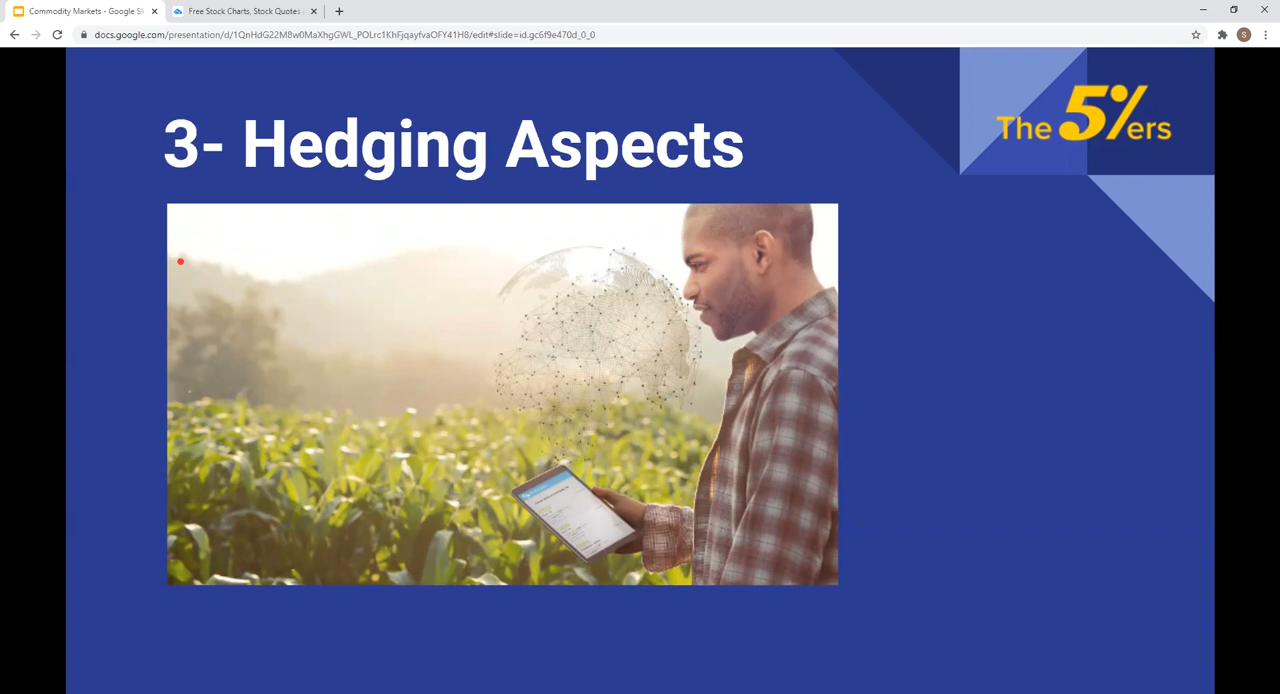 Commodity Markets - Google Sli
Free Stock Charts, Stock Quotes
docs.google.com/presentation/d/1QnHdG22M8w0MaXhgGWL_POLrc1KhFjqayfvaOFY41H8/edit#slide=id.gc6f9e470d_0_0
S
3- Hedging Aspects
The 5%ers